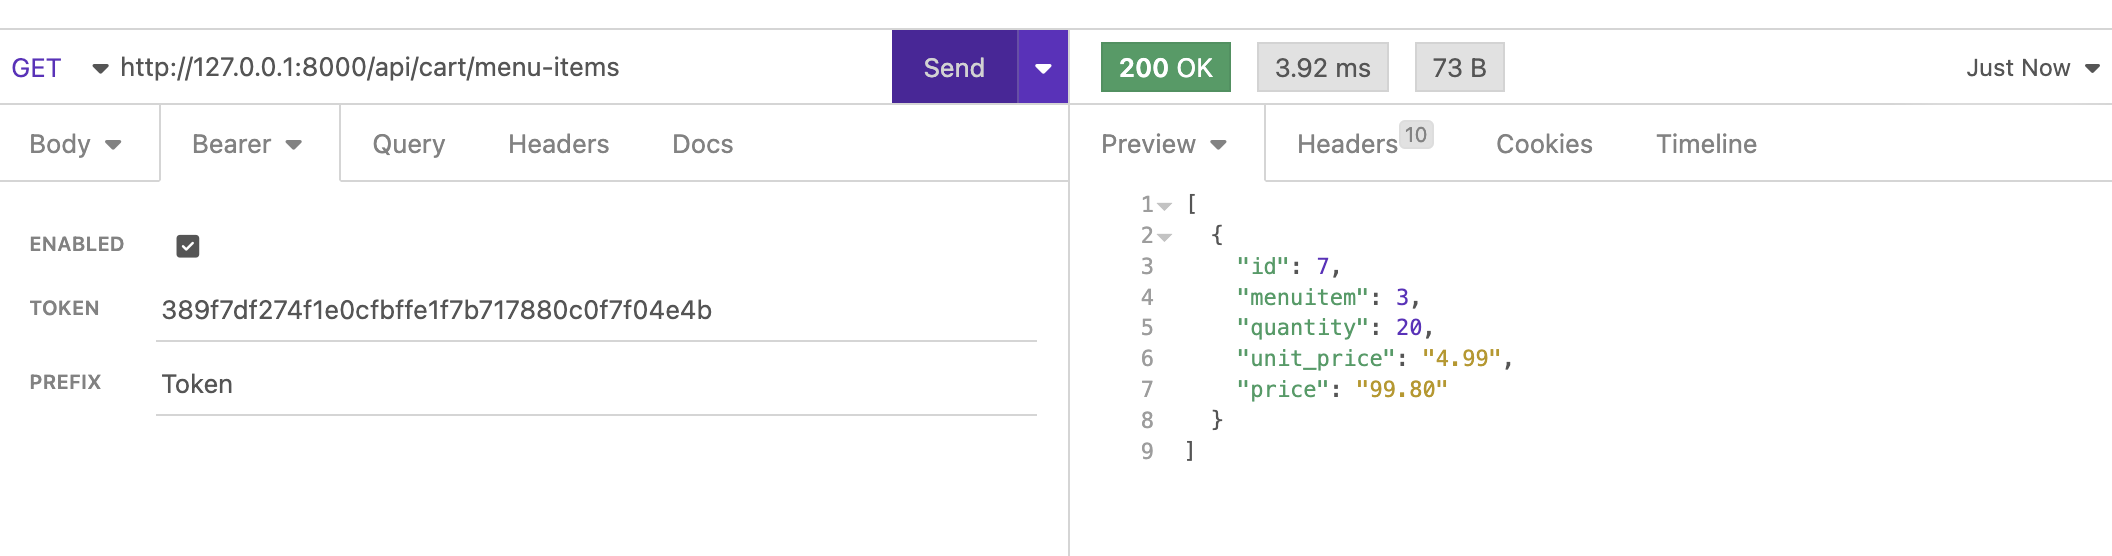 GET http://127.0.0.1:8000/api/cart/menu-items Send
Body Bearer Query Headers Docs
ENABLED
TOKEN 389f7df274f1e0cfbffe1f7b717880c0f7f04e4b
PREFIX Token
200 OK 3.92 ms 73 B Just Now
Preview Headers 10 Cookies Timeline
1 [
2 {
3 "id": 7,
4 "menuitem": 3,
5 "quantity": 20,
6 "unit_price": "4.99",
7 "price": "99.80"
8 }
9 ]